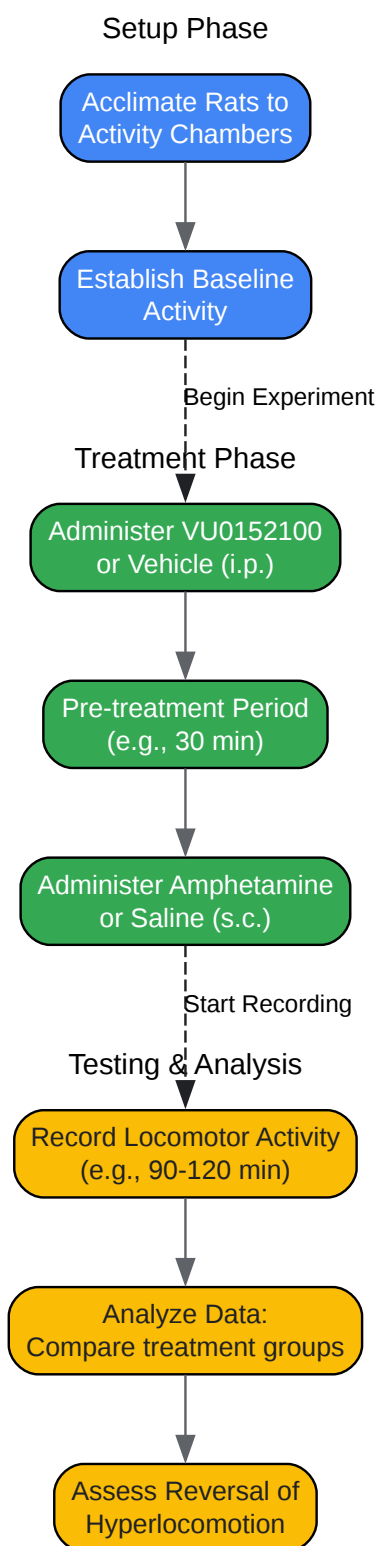 Setup Phase
Acclimate Rats to
Activity Chambers
Establish Baseline
Activity
Begin Experiment
Treatment Phase
Administer VU0152100
or Vehicle (i.p.)
Pre-treatment Period
(e.g., 30 min)
Administer Amphetamine
or Saline (s.c.)
Start Recording
Testing & Analysis
Record Locomotor Activity
(e.g., 90-120 min)
Analyze Data:
Compare treatment groups
Assess Reversal of
Hyperlocomotion